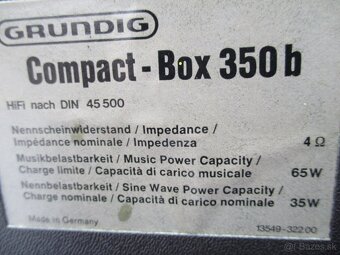 GRUNDIG
Compact-Box 350 b
HiFi nach DIN 45 500
Nennscheinwiderstand / Impedance /
Impédance nominale / Impedenza 4 Ω
Musikbelastbarkeit / Music Power Capacity /
Charge limite / Capacità di carico musicale 65 W
Nennbelastbarkeit / Sine Wave Power Capacity /
Charge nominale / Capacità di carico nominale 35 W
Made in Germany 13549-322 00
bazos.sk